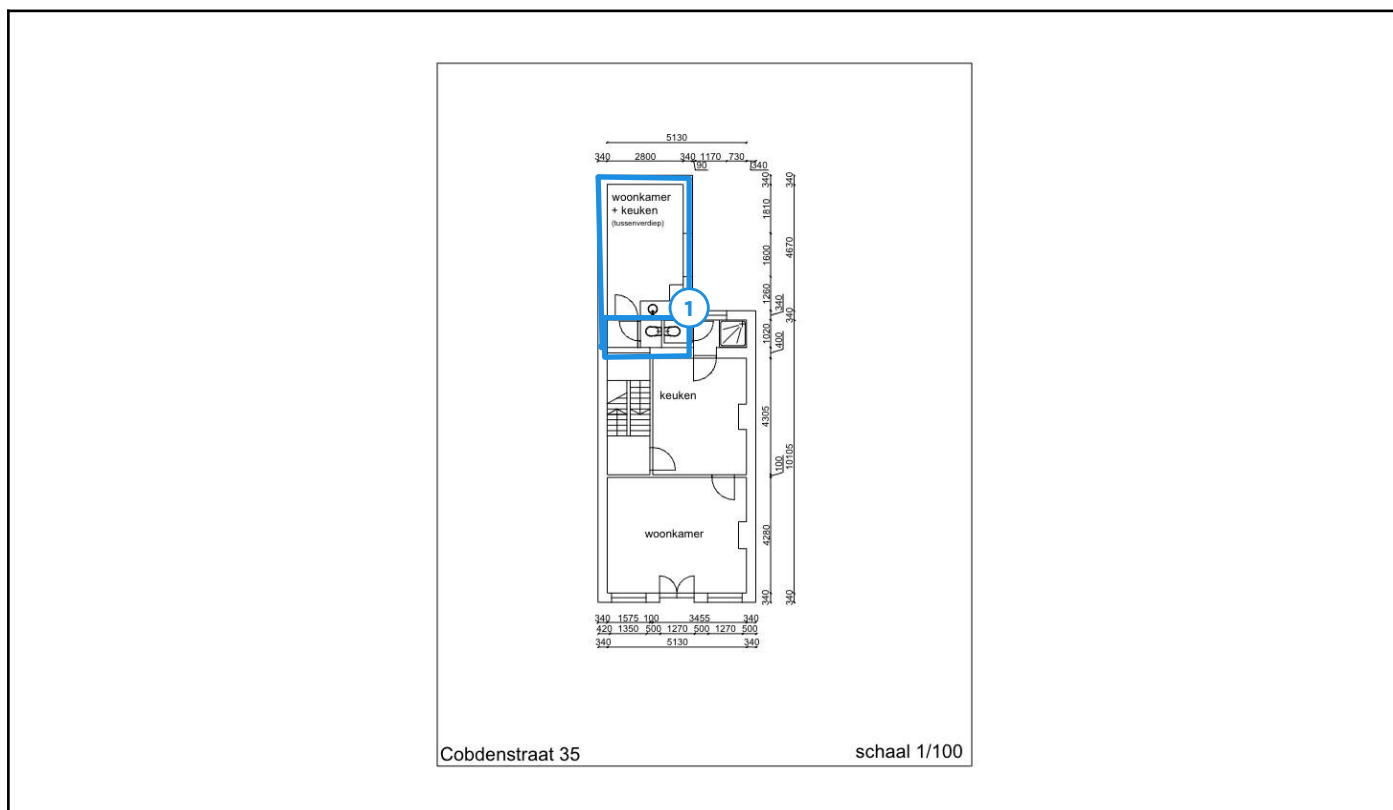 5130
340 2800 340 1170 730 340
90
woonkamer
+ keuken
(tussenverdiep)
340
1810
1600
1260
340
1020
400
4305
100
4280
340
340
4670
340
10105
340
1
keuken
woonkamer
340 1575 100 3455 340
420 1350 500 1270 500 1270 500
340 5130 340
Cobdenstraat 35
schaal 1/100